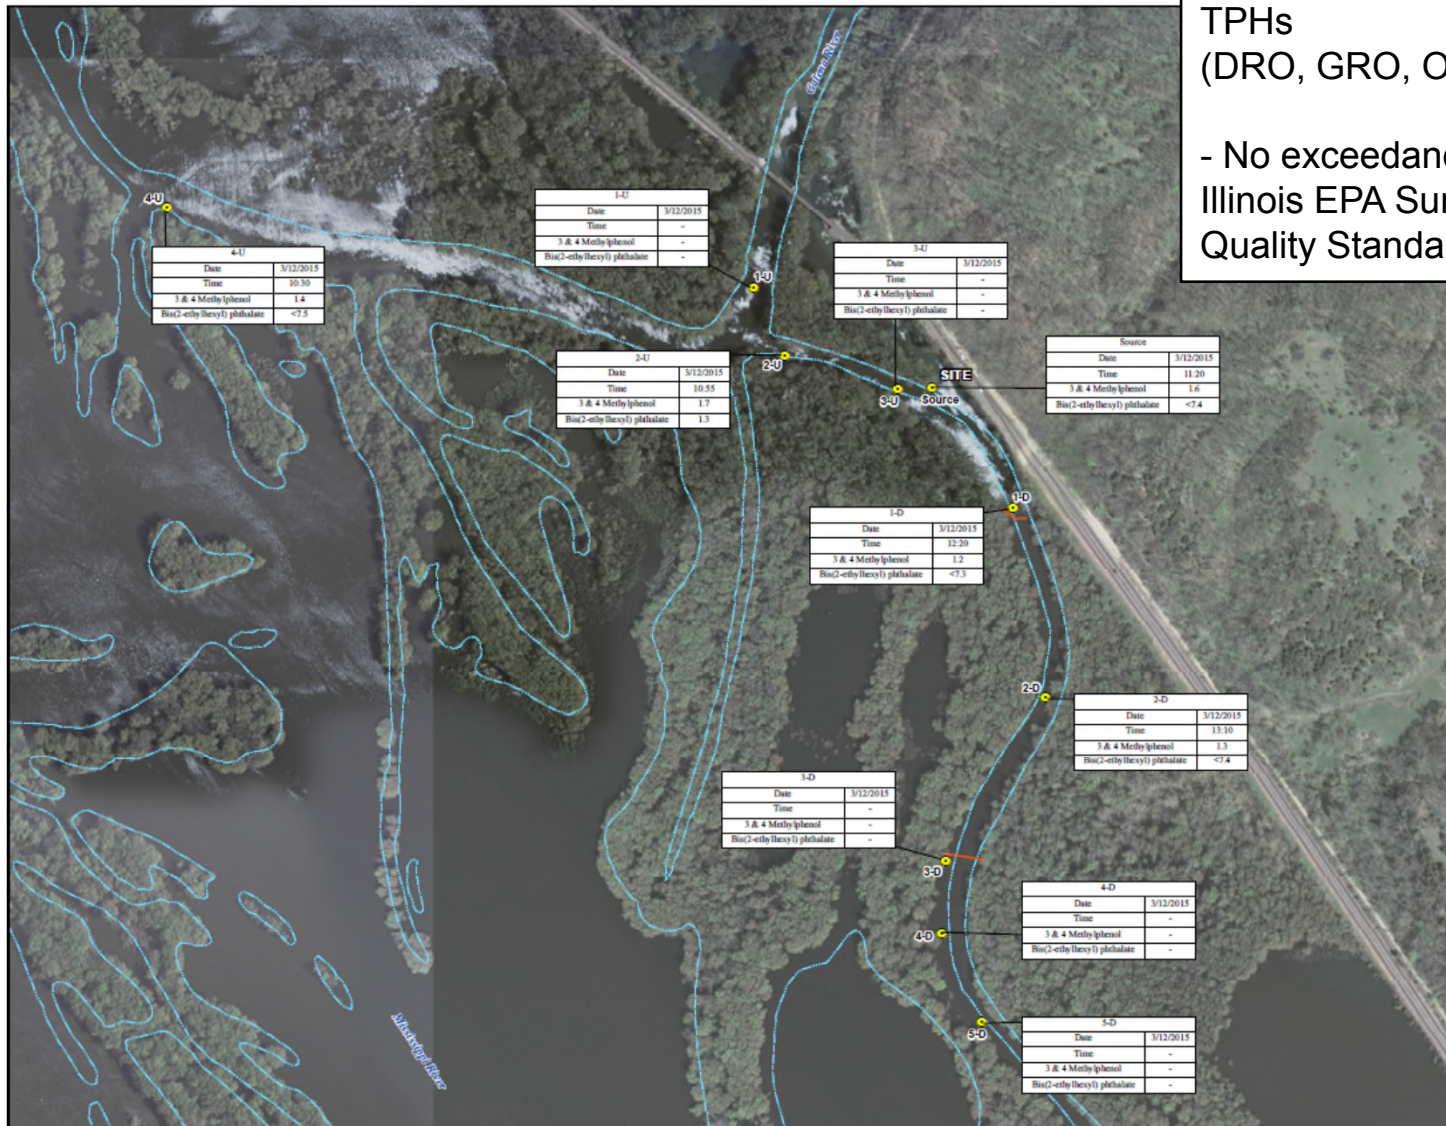 TPHs
(DRO, GRO, O
- No exceedan
Illinois EPA Sur
Quality Standa
Galena River
4-U
4-U
Date 3/12/2015
Time 10:30
3 & 4 Methylphenol 1.4
Bis(2-ethylhexyl) phthalate <7.5
1-U
Date 3/12/2015
Time -
3 & 4 Methylphenol -
Bis(2-ethylhexyl) phthalate -
1-U
3-U
Date 3/12/2015
Time -
3 & 4 Methylphenol -
Bis(2-ethylhexyl) phthalate -
2-U
Date 3/12/2015
Time 10:55
3 & 4 Methylphenol 1.7
Bis(2-ethylhexyl) phthalate 1.3
2-U
SITE
3-U
Source
Source
Date 3/12/2015
Time 11:20
3 & 4 Methylphenol 1.6
Bis(2-ethylhexyl) phthalate <7.4
1-D
1-D
Date 3/12/2015
Time 12:20
3 & 4 Methylphenol 1.2
Bis(2-ethylhexyl) phthalate <7.3
2-D
2-D
Date 3/12/2015
Time 13:10
3 & 4 Methylphenol 1.3
Bis(2-ethylhexyl) phthalate <7.4
3-D
Date 3/12/2015
Time -
3 & 4 Methylphenol -
Bis(2-ethylhexyl) phthalate -
3-D
4-D
Date 3/12/2015
Time -
3 & 4 Methylphenol -
Bis(2-ethylhexyl) phthalate -
4-D
5-D
5-D
Date 3/12/2015
Time -
3 & 4 Methylphenol -
Bis(2-ethylhexyl) phthalate -
Mississippi River